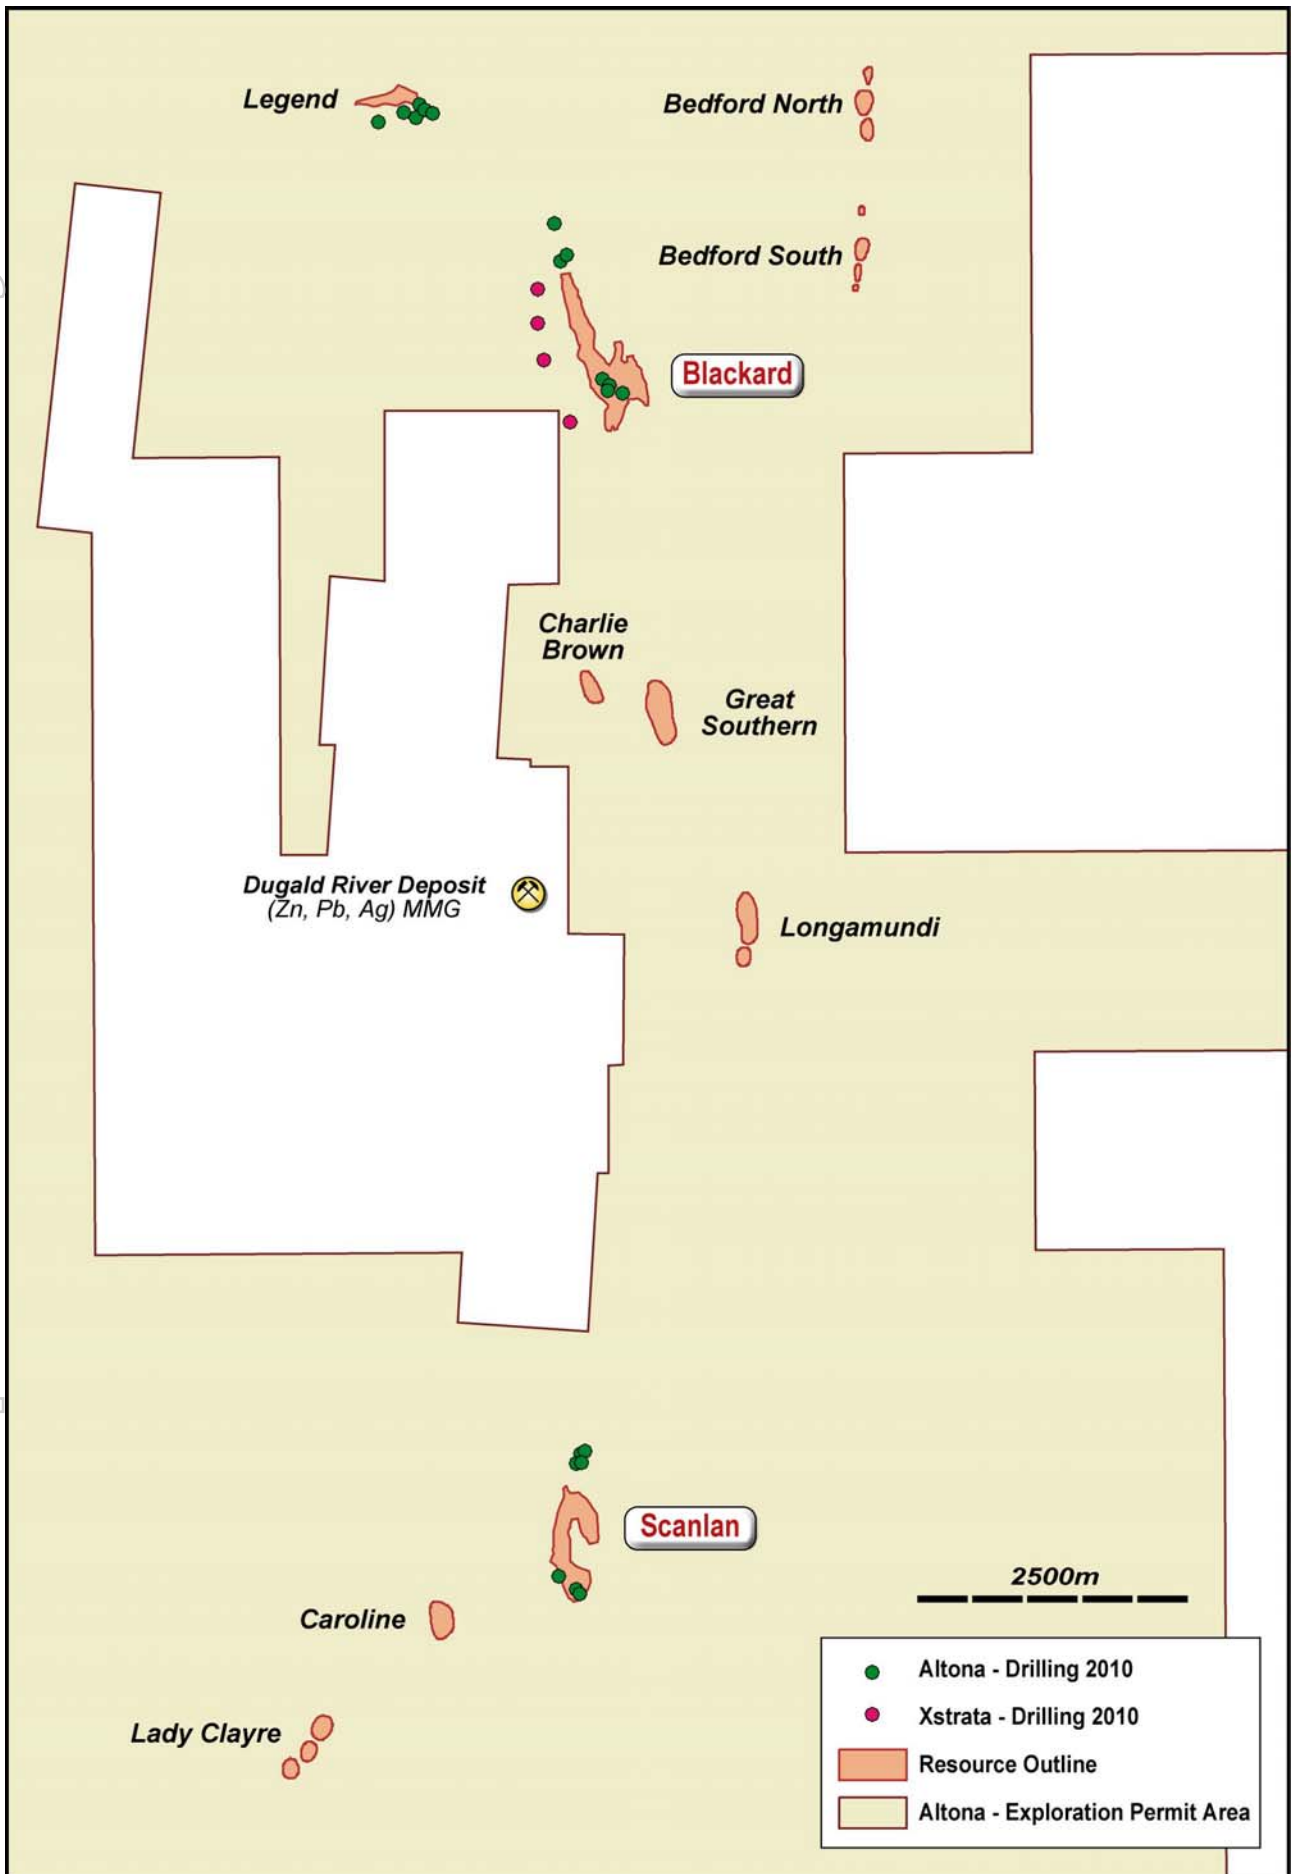 Legend
Bedford North
Bedford South
Blackard
Charlie
Brown
Great
Southern
Dugald River Deposit
(Zn, Pb, Ag) MMG
Longamundi
Scanlan
2500m
Caroline
Lady Clayre
Altona - Drilling 2010
Xstrata - Drilling 2010
Resource Outline
Altona - Exploration Permit Area